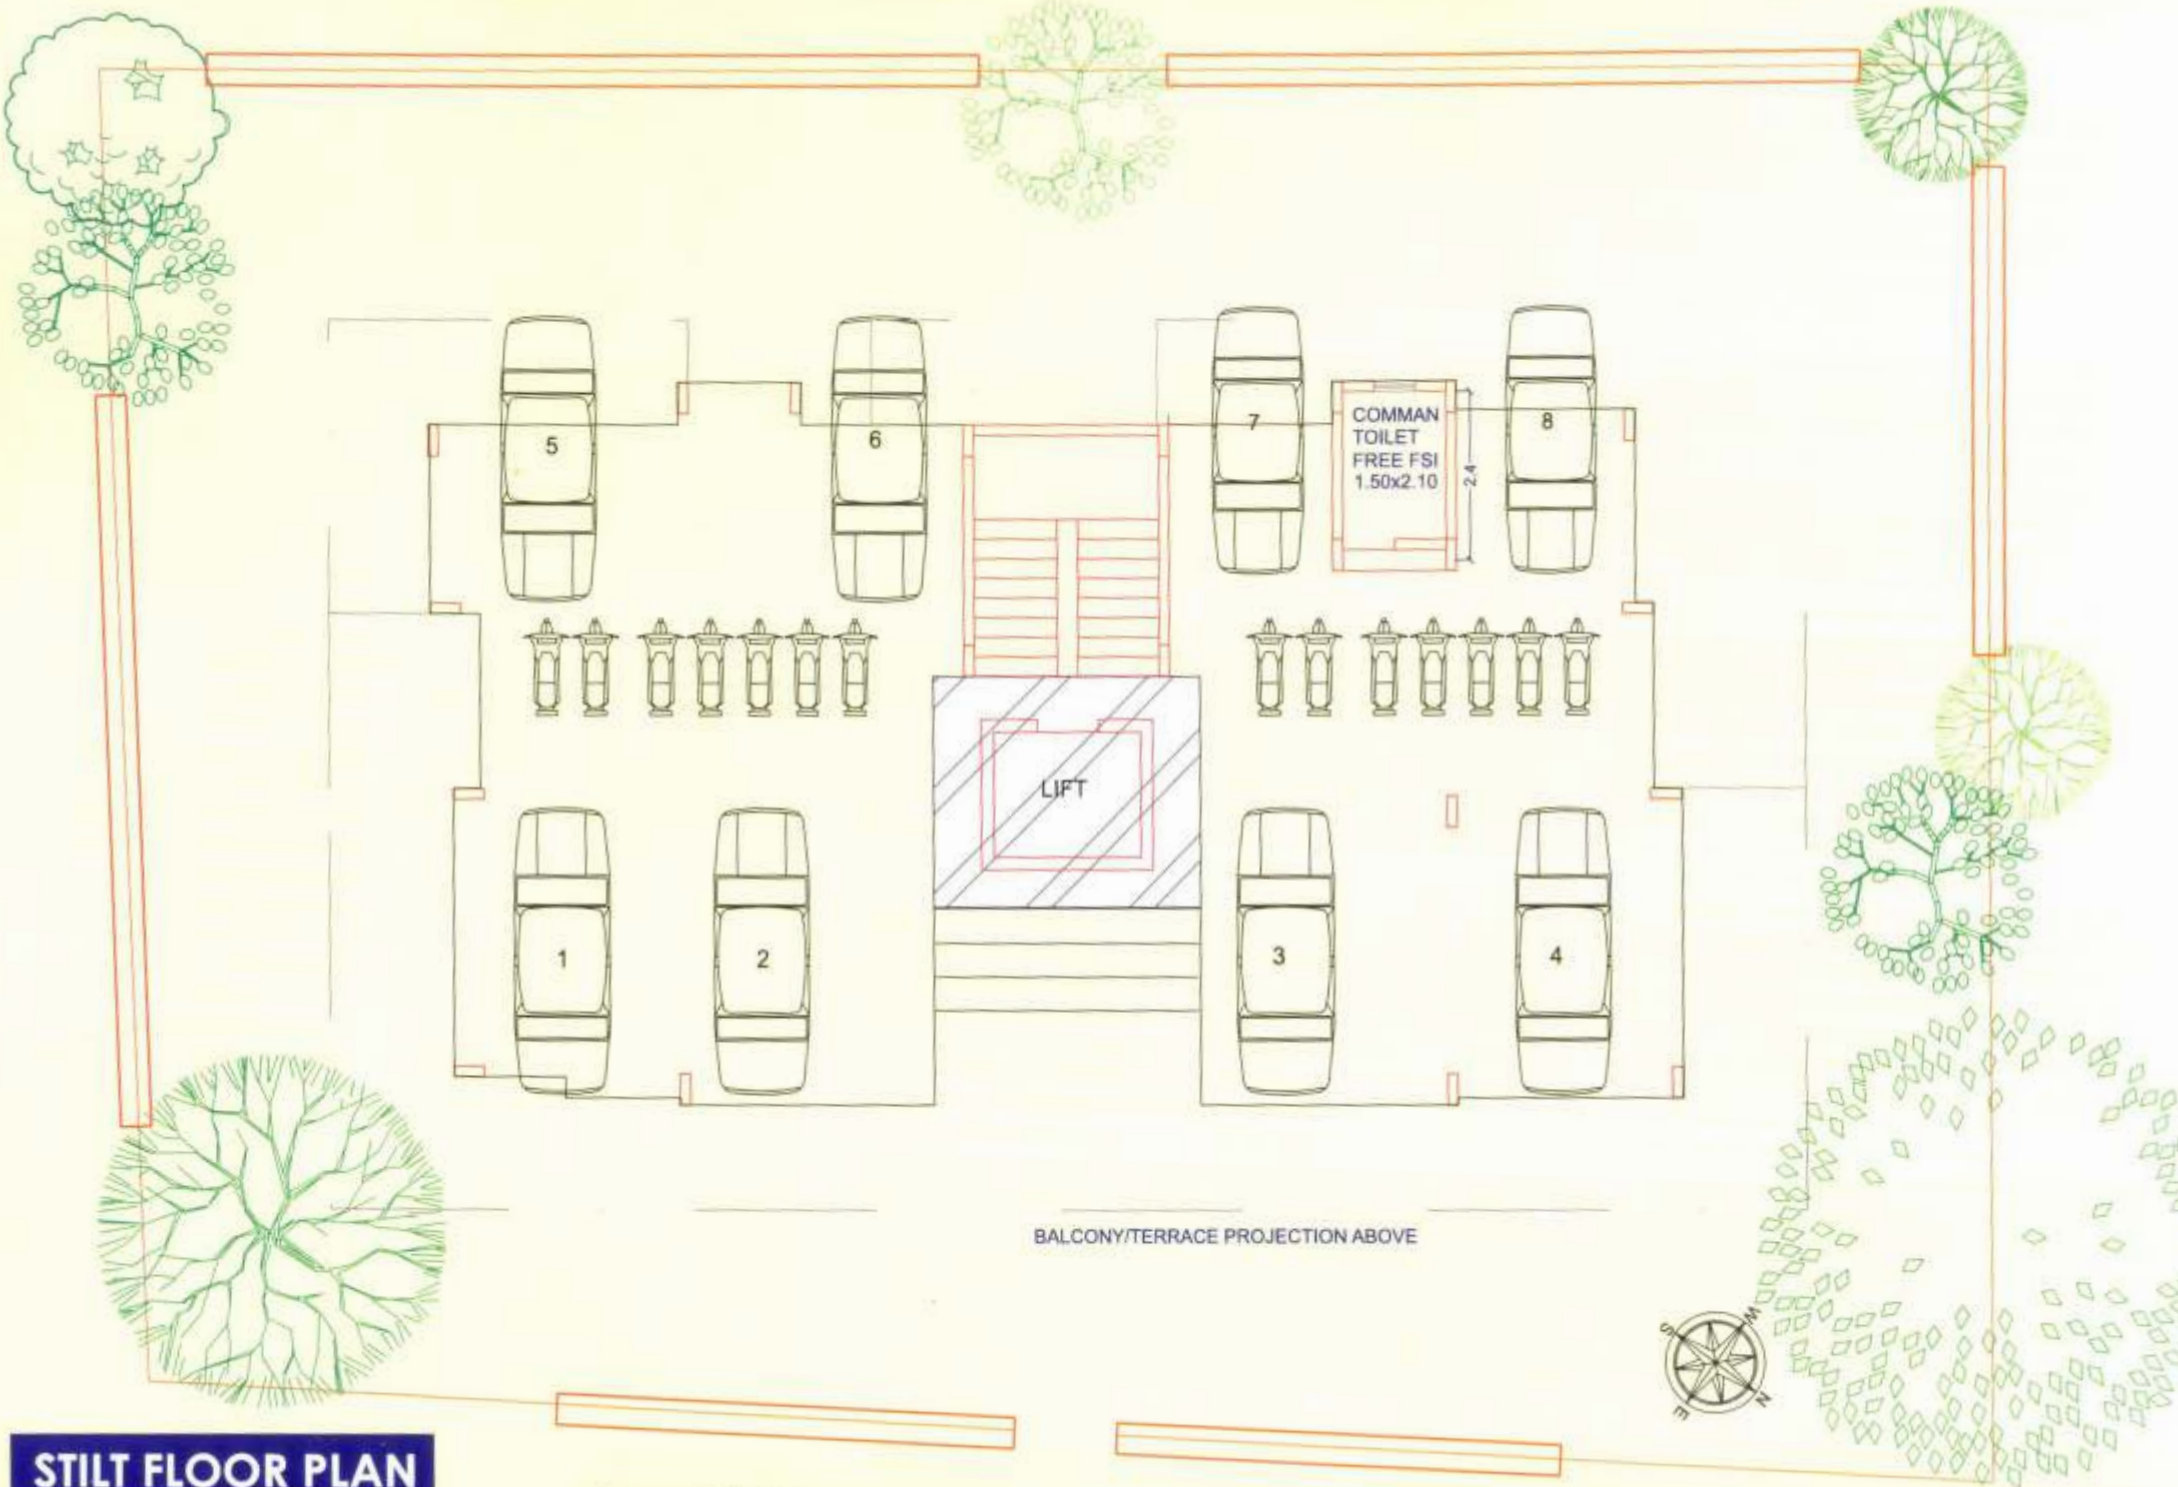 5
6
7
COMMAN
TOILET
FREE FSI
1.50x2.10
2.4
8
LIFT
1
2
3
4
BALCONY/TERRACE PROJECTION ABOVE
S
W
E
N
STILT FLOOR PLAN